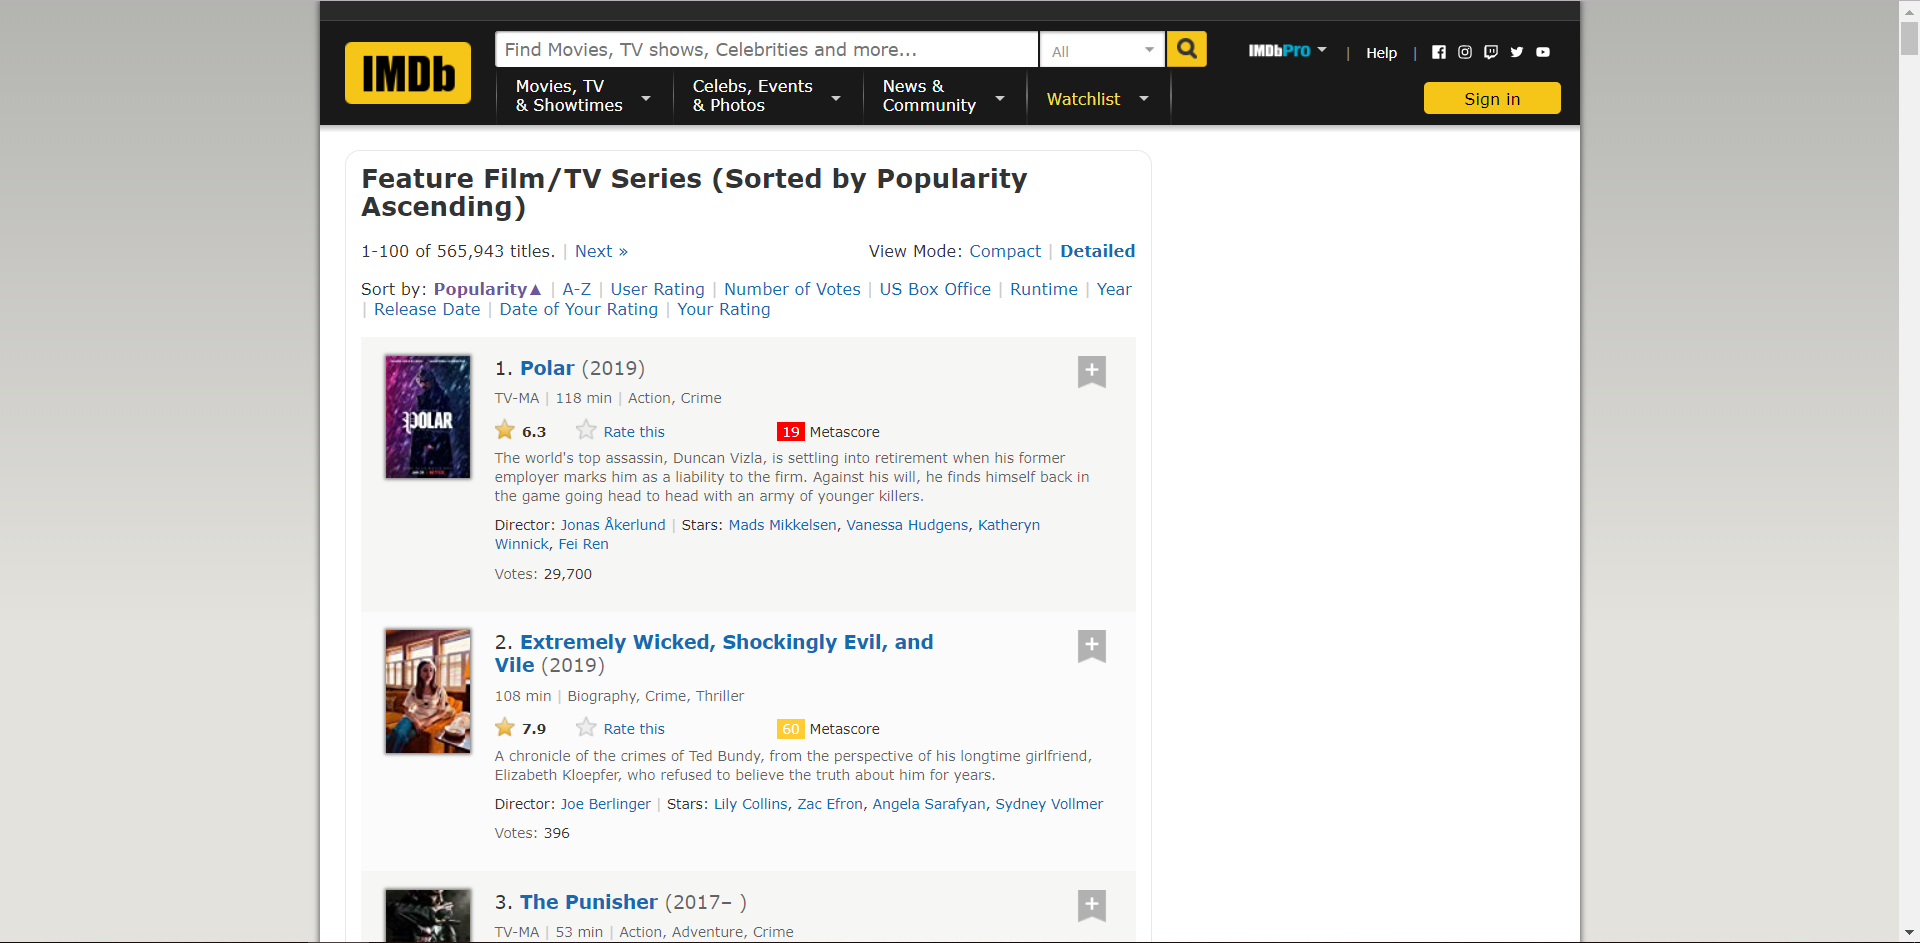 IMDb
Find Movies, TV shows, Celebrities and more...
All
IMDbPro
| Help |
Movies, TV
& Showtimes
Celebs, Events
& Photos
News &
Community
Watchlist
Sign in
Feature Film/TV Series (Sorted by Popularity
Ascending)
1-100 of 565,943 titles. | Next »
View Mode: Compact | Detailed
Sort by: Popularity▲ | A-Z | User Rating | Number of Votes | US Box Office | Runtime | Year
| Release Date | Date of Your Rating | Your Rating
POLAR
1. Polar (2019)
TV-MA | 118 min | Action, Crime
6.3 Rate this 19 Metascore
The world's top assassin, Duncan Vizla, is settling into retirement when his former
employer marks him as a liability to the firm. Against his will, he finds himself back in
the game going head to head with an army of younger killers.
Director: Jonas Åkerlund | Stars: Mads Mikkelsen, Vanessa Hudgens, Katheryn
Winnick, Fei Ren
Votes: 29,700
2. Extremely Wicked, Shockingly Evil, and
Vile (2019)
108 min | Biography, Crime, Thriller
7.9 Rate this 60 Metascore
A chronicle of the crimes of Ted Bundy, from the perspective of his longtime girlfriend,
Elizabeth Kloepfer, who refused to believe the truth about him for years.
Director: Joe Berlinger | Stars: Lily Collins, Zac Efron, Angela Sarafyan, Sydney Vollmer
Votes: 396
3. The Punisher (2017– )
TV-MA | 53 min | Action, Adventure, Crime